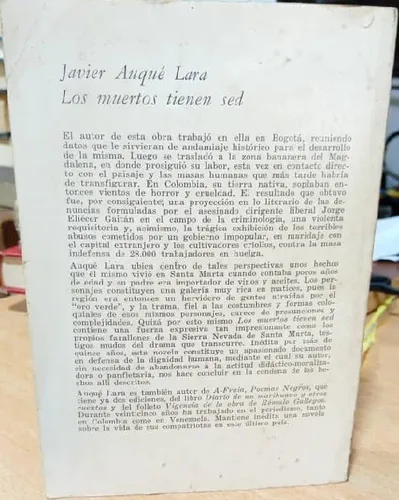 Javier Auqué Lara
Los muertos tienen sed
El autor de esta obra trabajó en ella en Bogotá, reuniendo
datos que le sirvieran de andamiaje histórico para el desarrollo
de la misma. Luego se trasladó a la zona bananera del Mag-
dalena, en donde prosiguió su labor, esta vez en contacto direc-
to con el paisaje y las masas humanas que más tarde habría
de transfigurar. En Colombia, su tierra nativa, soplaban en-
tonces vientos de horror y crueldad. El resultado que obtuvo
fue, por consiguiente; una proyección en lo literario de las de-
nuncias formuladas por el asesinado dirigente liberal Jorge
Eliécer Gaitán en el campo de la criminología, una violenta
requisitoria y, asimismo, la trágica exhibición de los terribles
abusos cometidos por un gobierno impopular, en maridaje con
el capital extranjero y los cultivadores criollos, contra la masa
indefensa de 28.000 trabajadores en huelga.
Auqué Lara ubica dentro de tales perspectivas unos hechos
que él mismo vivió en Santa Marta cuando contaba pocos años
de edad y su padre era importador de vinos y aceites. Los per-
sonajes constituyen una galería muy rica en matices, pues la
región era entonces un hervidero de gentes atraídas por el
"oro verde", y la trama, fiel a las costumbres y formas colo-
quiales de esos mismos personajes, carece de presunciones y
complejidades. Quizá por esto mismo Los muertos tienen sed
contiene una fuerza expresiva tan impresionante como los
propios farallones de la Sierra Nevada de Santa Marta, tes-
tigos mudos del drama que transcurre. Inédita por más de
quince años, esta novela constituye un apasionado documento
en defensa de la dignidad humana, mediante el cual su autor,
sin necesidad de abandonarse a la actitud didáctico-moraliza-
dora o panfletaria, nos hace concluir en la condena de los he-
chos allí descritos.
Auqué Lara es también autor de A-Freia, Poemas Negros, que
tiene ya dos ediciones, del libro Diario de un marihuano y otros
cuentos y del folleto Vigencia de la obra de Rómulo Gallegos.
Durante veinticinco años ha trabajado en el periodismo, tanto
en Colombia como en Venezuela. Mantiene inédita una novela
sobre la vida de sus compatriotas en este último país.